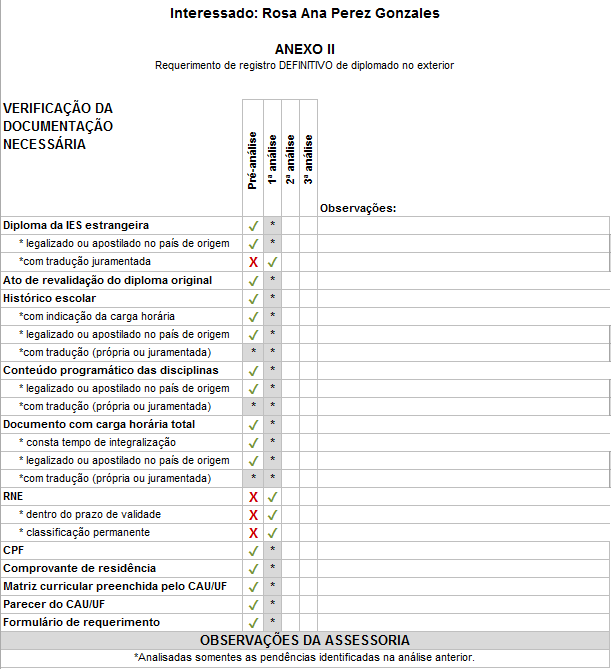 Interessado: Rosa Ana Perez Gonzales
ANEXO II
Requerimento de registro DEFINITIVO de diplomado no exterior
VERIFICAÇÃO DA
DOCUMENTAÇÃO
NECESSÁRIA
Pré-análise
1ª análise
2ª análise
3ª análise
Observações:
Diploma da IES estrangeira ✓ *
* legalizado ou apostilado no país de origem ✓ *
*com tradução juramentada X ✓
Ato de revalidação do diploma original ✓ *
Histórico escolar ✓ *
*com indicação da carga horária ✓ *
* legalizado ou apostilado no país de origem ✓ *
*com tradução (própria ou juramentada) * *
Conteúdo programático das disciplinas ✓ *
* legalizado ou apostilado no país de origem ✓ *
*com tradução (própria ou juramentada) * *
Documento com carga horária total ✓ *
* consta tempo de integralização ✓ *
* legalizado ou apostilado no país de origem ✓ *
*com tradução (própria ou juramentada) * *
RNE X ✓
* dentro do prazo de validade X ✓
* classificação permanente X ✓
CPF ✓ *
Comprovante de residência ✓ *
Matriz curricular preenchida pelo CAU/UF ✓ *
Parecer do CAU/UF ✓ *
Formulário de requerimento ✓ *
OBSERVAÇÕES DA ASSESSORIA
*Analisadas somente as pendências identificadas na análise anterior.